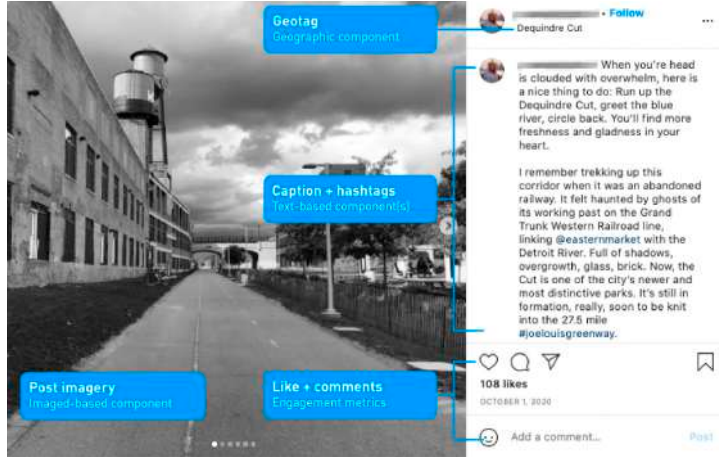 Geotag
Geographic component
• Follow
Dequindre Cut
...
When you're head
is clouded with overwhelm, here is
a nice thing to do: Run up the
Dequindre Cut, greet the blue
river, circle back. You'll find more
freshness and gladness in your
heart.
I remember trekking up this
corridor when it was an abandoned
railway. It felt haunted by ghosts of
its working past on the Grand
Trunk Western Railroad line,
linking @easternmarket with the
Detroit River. Full of shadows,
overgrowth, glass, brick. Now, the
Cut is one of the city's newer and
most distinctive parks. It's still in
formation, really, soon to be knit
into the 27.5 mile
#joelouisgreenway.
Caption + hashtags
Text-based component(s)
Post imagery
Imaged-based component
Like + comments
Engagement metrics
108 likes
OCTOBER 1, 2020
Add a comment...
Post